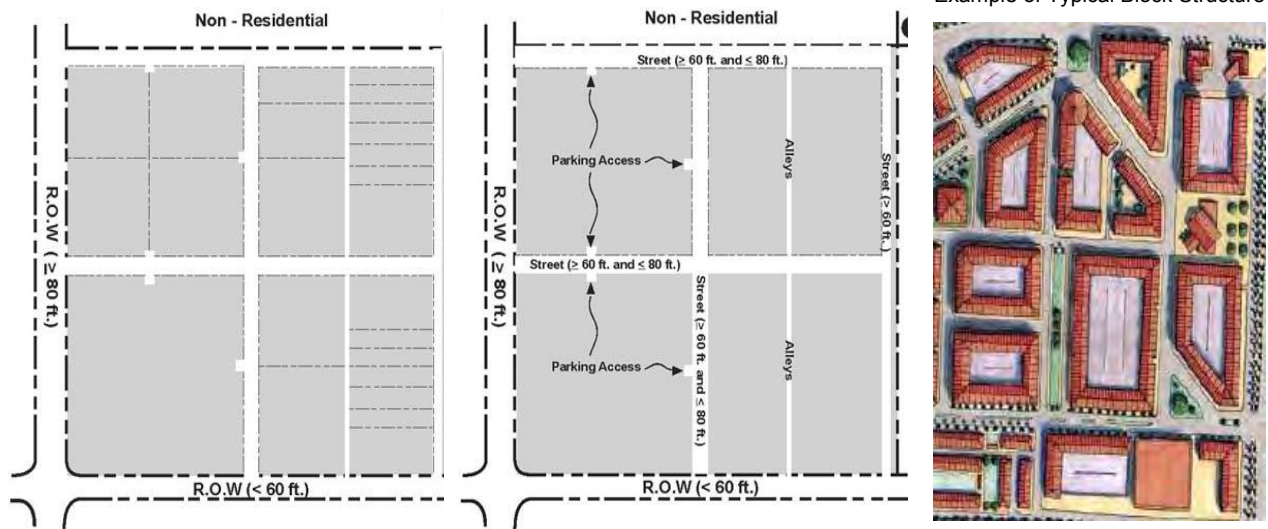 Non - Residential
R.O.W (≥ 80 ft.)
R.O.W (< 60 ft.)
Non - Residential
Street (≥ 60 ft. and ≤ 80 ft.)
Parking Access
Alleys
Street (≥ 60 ft.)
R.O.W (≥ 80 ft.)
Street (≥ 60 ft. and ≤ 80 ft.)
Parking Access
Street (≥ 60 ft. and ≤ 80 ft.)
Alleys
R.O.W (< 60 ft.)
Example of Typical Block Structure